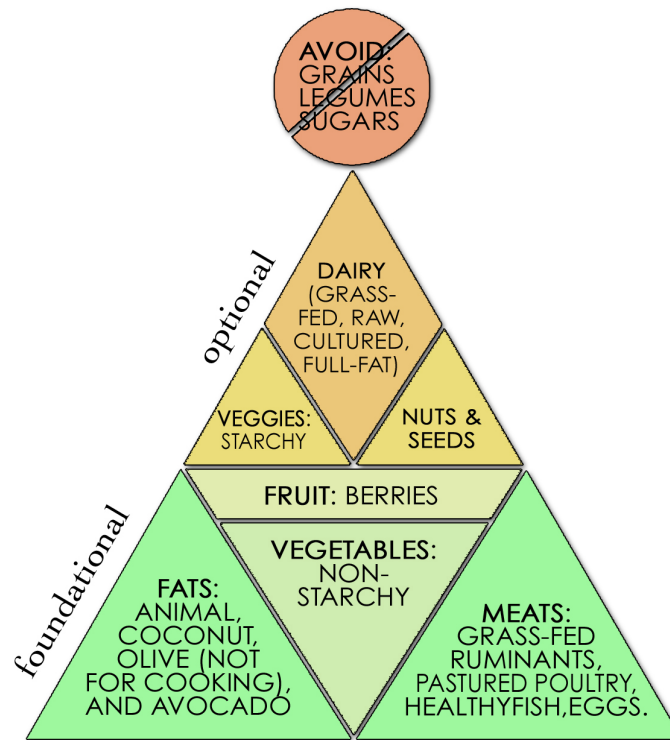 AVOID:
GRAINS
LEGUMES
SUGARS
optional
DAIRY
(GRASS-
FED, RAW,
CULTURED,
FULL-FAT)
VEGGIES:
STARCHY
NUTS &
SEEDS
foundational
FRUIT: BERRIES
VEGETABLES:
NON-
STARCHY
FATS:
ANIMAL,
COCONUT,
OLIVE (NOT
FOR COOKING),
AND AVOCADO
MEATS:
GRASS-FED
RUMINANTS,
PASTURED POULTRY,
HEALTHYFISH,EGGS.